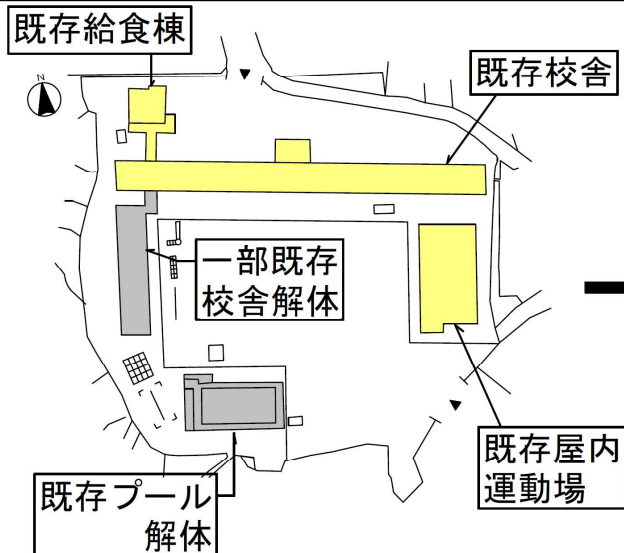 既存給食棟
N
既存校舎
一部既存
校舎解体
既存屋内
運動場
既存プール
解体